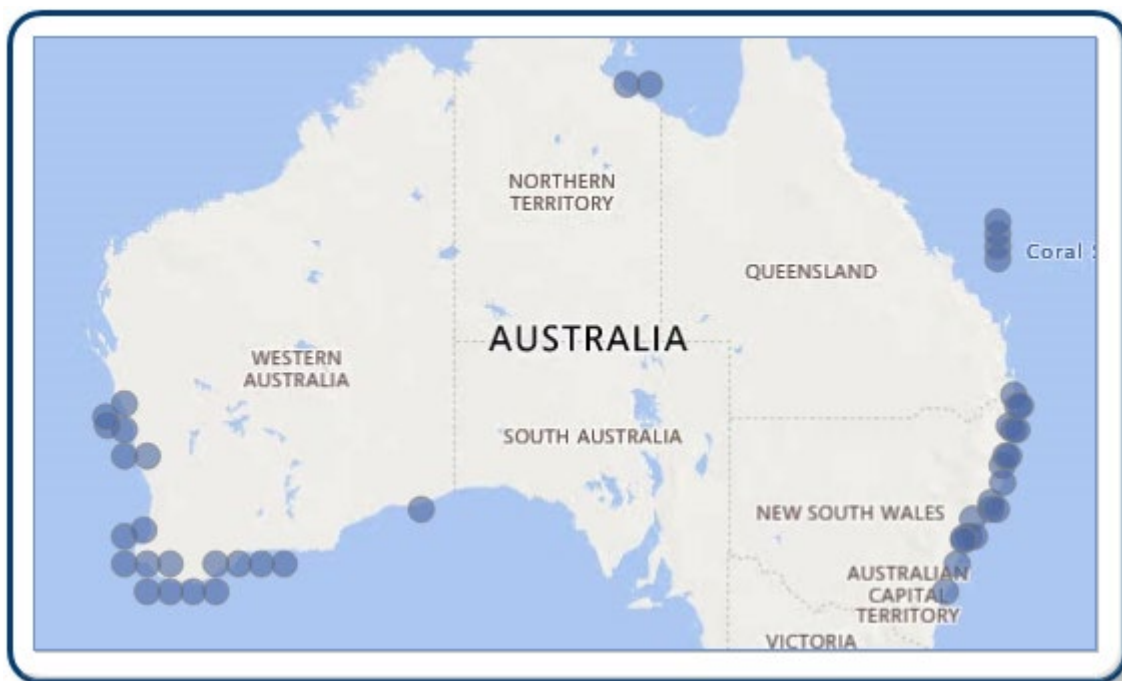 NORTHERN
TERRITORY
Coral
QUEENSLAND
AUSTRALIA
WESTERN
AUSTRALIA
SOUTH AUSTRALIA
NEW SOUTH WALES
AUSTRALIAN
CAPITAL
TERRITORY
VICTORIA